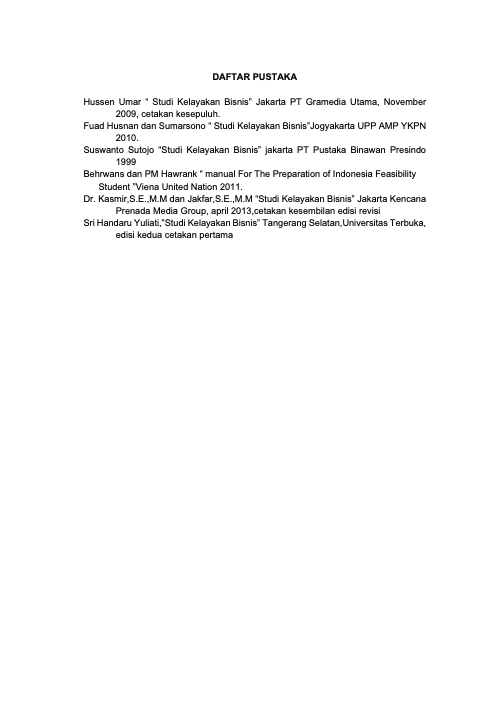 DAFTAR PUSTAKA
Hussen Umar “ Studi Kelayakan Bisnis” Jakarta PT Gramedia Utama, November
2009, cetakan kesepuluh.
Fuad Husnan dan Sumarsono “ Studi Kelayakan Bisnis”Jogyakarta UPP AMP YKPN
2010.
Suswanto Sutojo “Studi Kelayakan Bisnis” jakarta PT Pustaka Binawan Presindo
1999
Behrwans dan PM Hawrank “ manual For The Preparation of Indonesia Feasibility
Student ”Viena United Nation 2011.
Dr. Kasmir,S.E.,M.M dan Jakfar,S.E.,M.M “Studi Kelayakan Bisnis” Jakarta Kencana
Prenada Media Group, april 2013,cetakan kesembilan edisi revisi
Sri Handaru Yuliati,”Studi Kelayakan Bisnis” Tangerang Selatan,Universitas Terbuka,
edisi kedua cetakan pertama